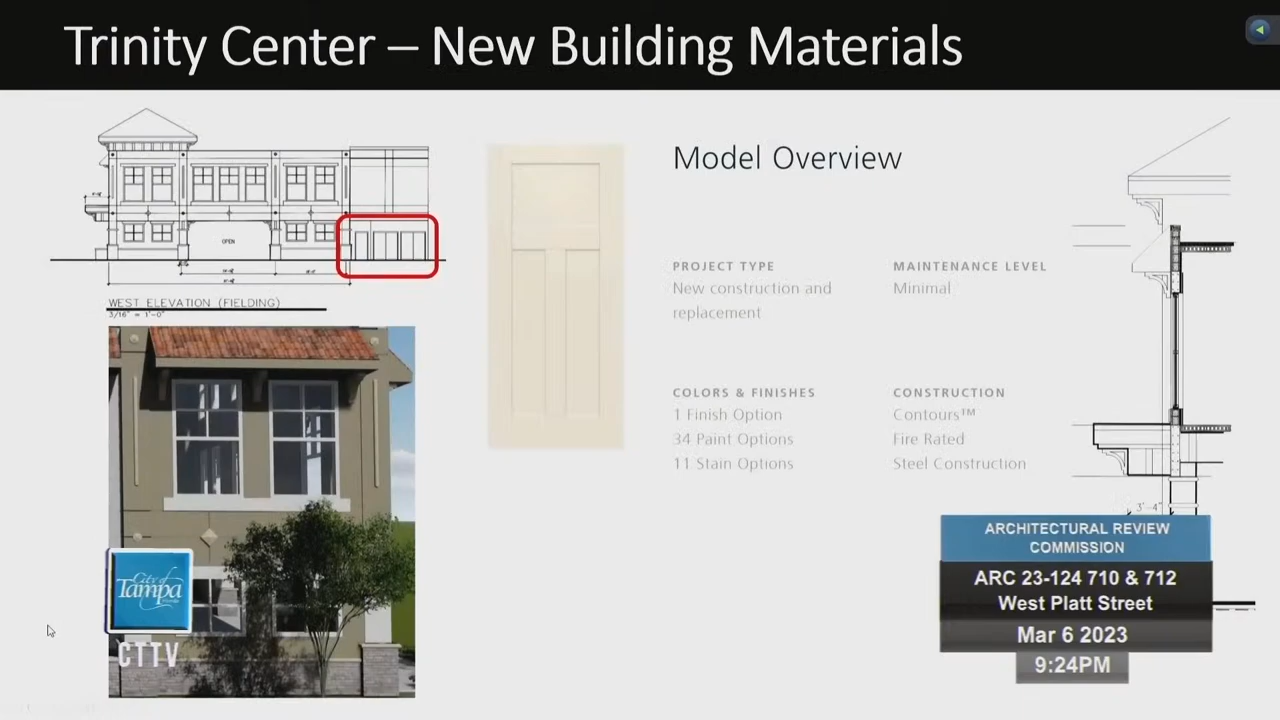 Trinity Center – New Building Materials
OPEN
WEST ELEVATION (FIELDING)
3/16" = 1'-0"
Model Overview
PROJECT TYPE
New construction and
replacement
MAINTENANCE LEVEL
Minimal
COLORS & FINISHES
1 Finish Option
34 Paint Options
11 Stain Options
CONSTRUCTION
Contours™
Fire Rated
Steel Construction
3'-4"
City of
Tampa
CTTV
ARCHITECTURAL REVIEW
COMMISSION
ARC 23-124 710 & 712
West Platt Street
Mar 6 2023
9:24PM